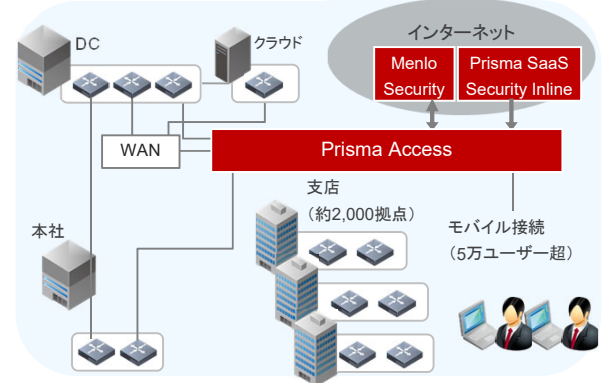 DC
クラウド
インターネット
Menlo
Security
Prisma SaaS
Security Inline
WAN
Prisma Access
本社
支店
（約2,000拠点）
モバイル接続
（5万ユーザー超）